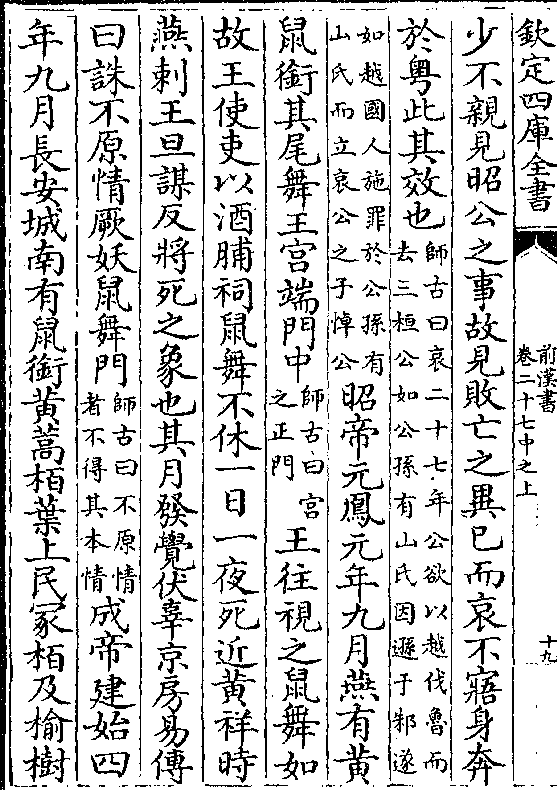 欽定四庫全書
前漢書
卷二十七中之上
十九
少不親見昭公之事故見敗亡之異已而哀不寤身奔
於粤此其效也師古曰哀二十七年公欲以越伐魯而去三桓公如公孫有山氏因遜于邾遂
如越國人施罪於公孫有山氏而立哀公之子悼公昭帝元鳳元年九月燕有黄
鼠銜其尾舞王宫端門中師古曰宫之正門王往視之鼠舞如
故王使吏以酒脯祠鼠舞不休一日一夜死近黄祥時
燕剌王旦謀反將死之象也其月發覺伏辜京房易傳
曰誅不原情厥妖鼠舞門師古曰不原情者不得其本情成帝建始四
年九月長安城南有鼠銜黄蒿栢葉上民冢栢及榆樹